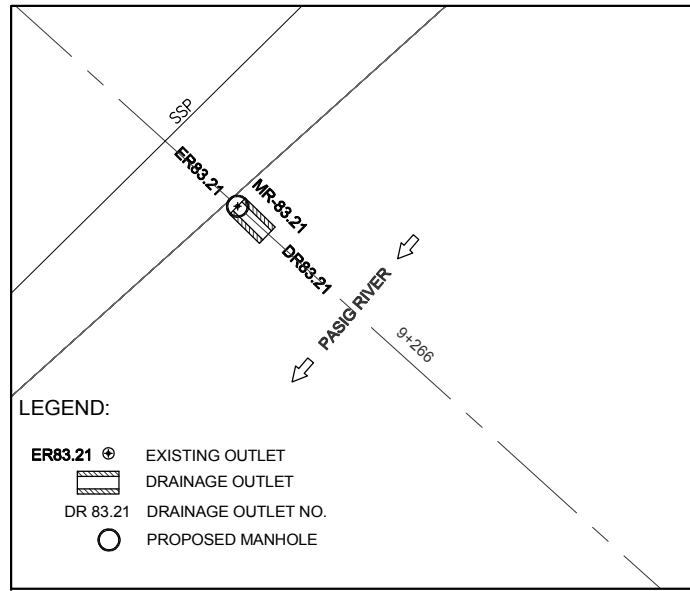 SSP
ER83.21
MR-83.21
DR83.21
PASIG RIVER
9+266
LEGEND:
ER83.21 EXISTING OUTLET
DRAINAGE OUTLET
DR 83.21 DRAINAGE OUTLET NO.
PROPOSED MANHOLE